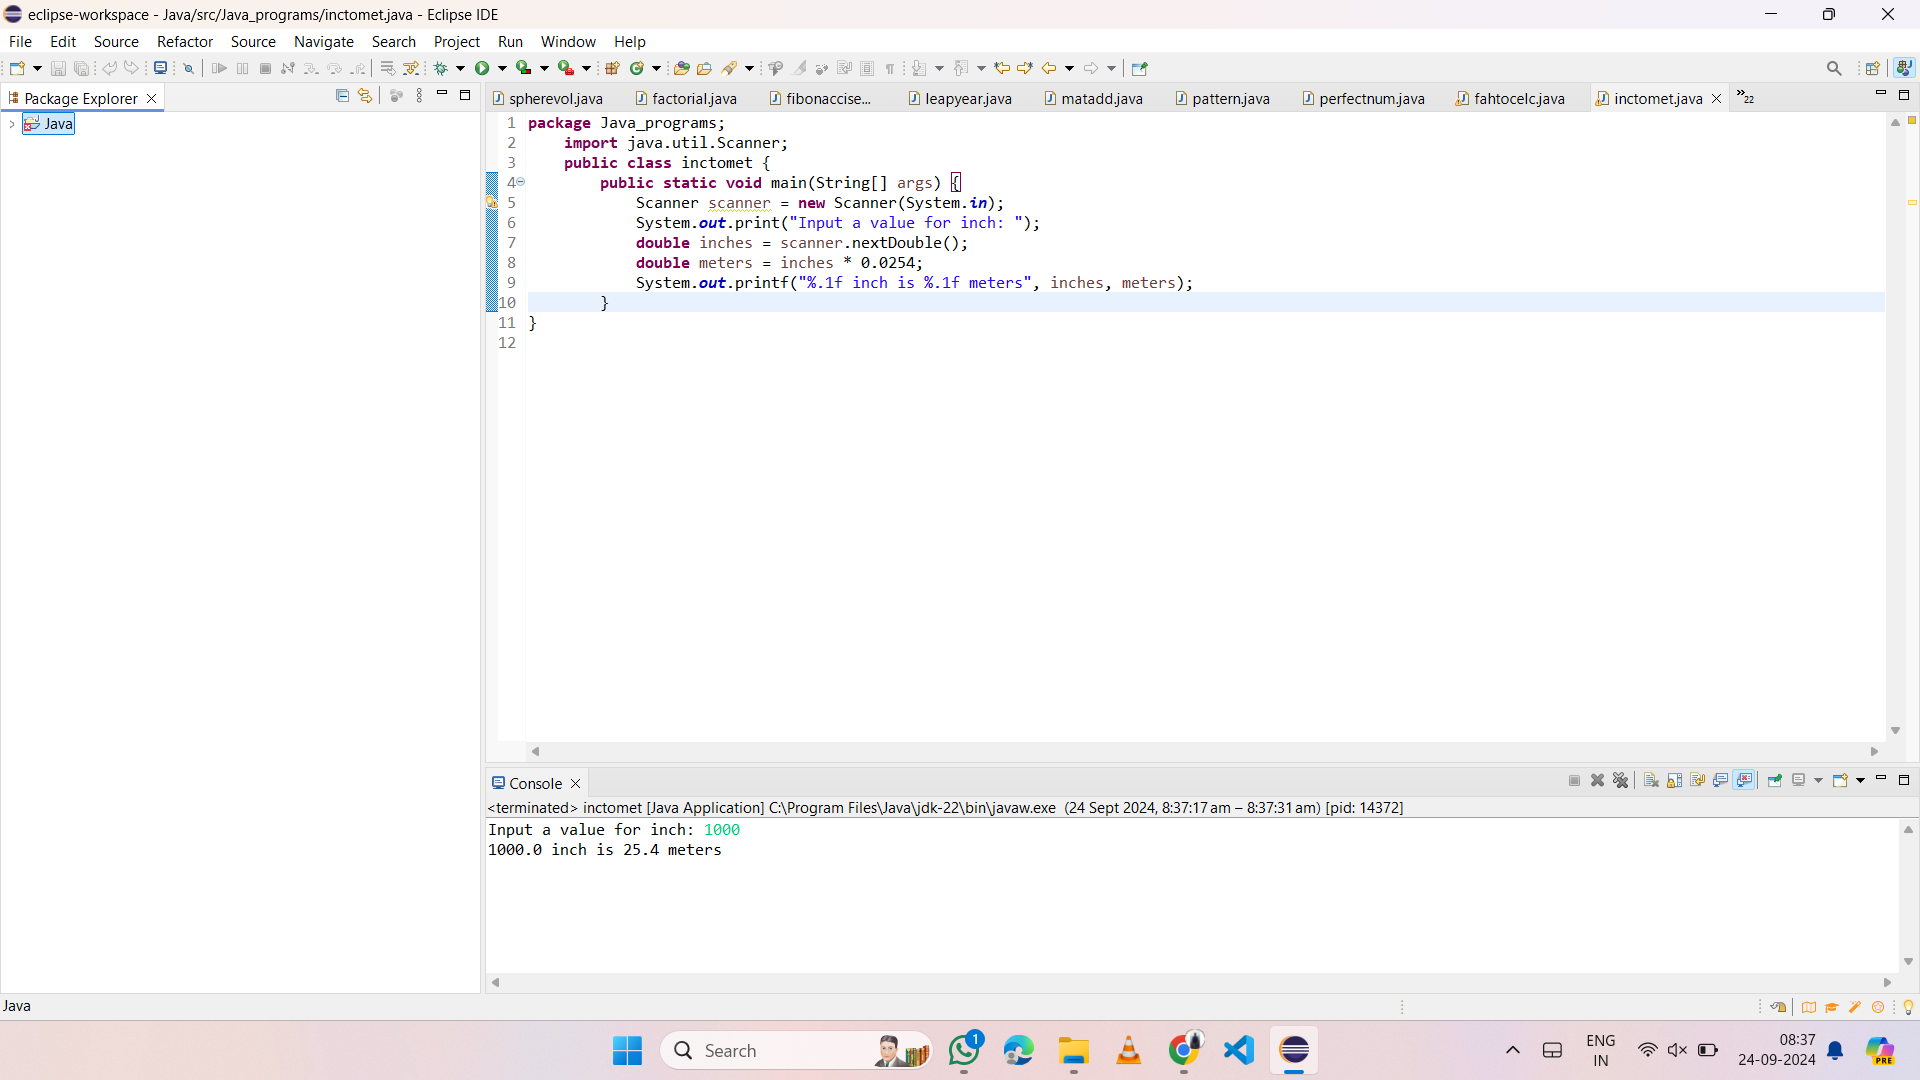 eclipse-workspace - Java/src/Java_programs/inctomet.java - Eclipse IDE
File Edit Source Refactor Source Navigate Search Project Run Window Help
Package Explorer
Java
spherevol.java factorial.java fibonaccise... leapyear.java matadd.java pattern.java perfectnum.java fahtocelc.java inctomet.java »22
1 package Java_programs;
2 import java.util.Scanner;
3 public class inctomet {
4 public static void main(String[] args) {
5 Scanner scanner = new Scanner(System.in);
6 System.out.print("Input a value for inch: ");
7 double inches = scanner.nextDouble();
8 double meters = inches * 0.0254;
9 System.out.printf("%.1f inch is %.1f meters", inches, meters);
10 }
11 }
12
Console
<terminated> inctomet [Java Application] C:\Program Files\Java\jdk-22\bin\javaw.exe (24 Sept 2024, 8:37:17 am – 8:37:31 am) [pid: 14372]
Input a value for inch: 1000
1000.0 inch is 25.4 meters
Java
Search
1
ENG
IN
08:37
24-09-2024
PRE